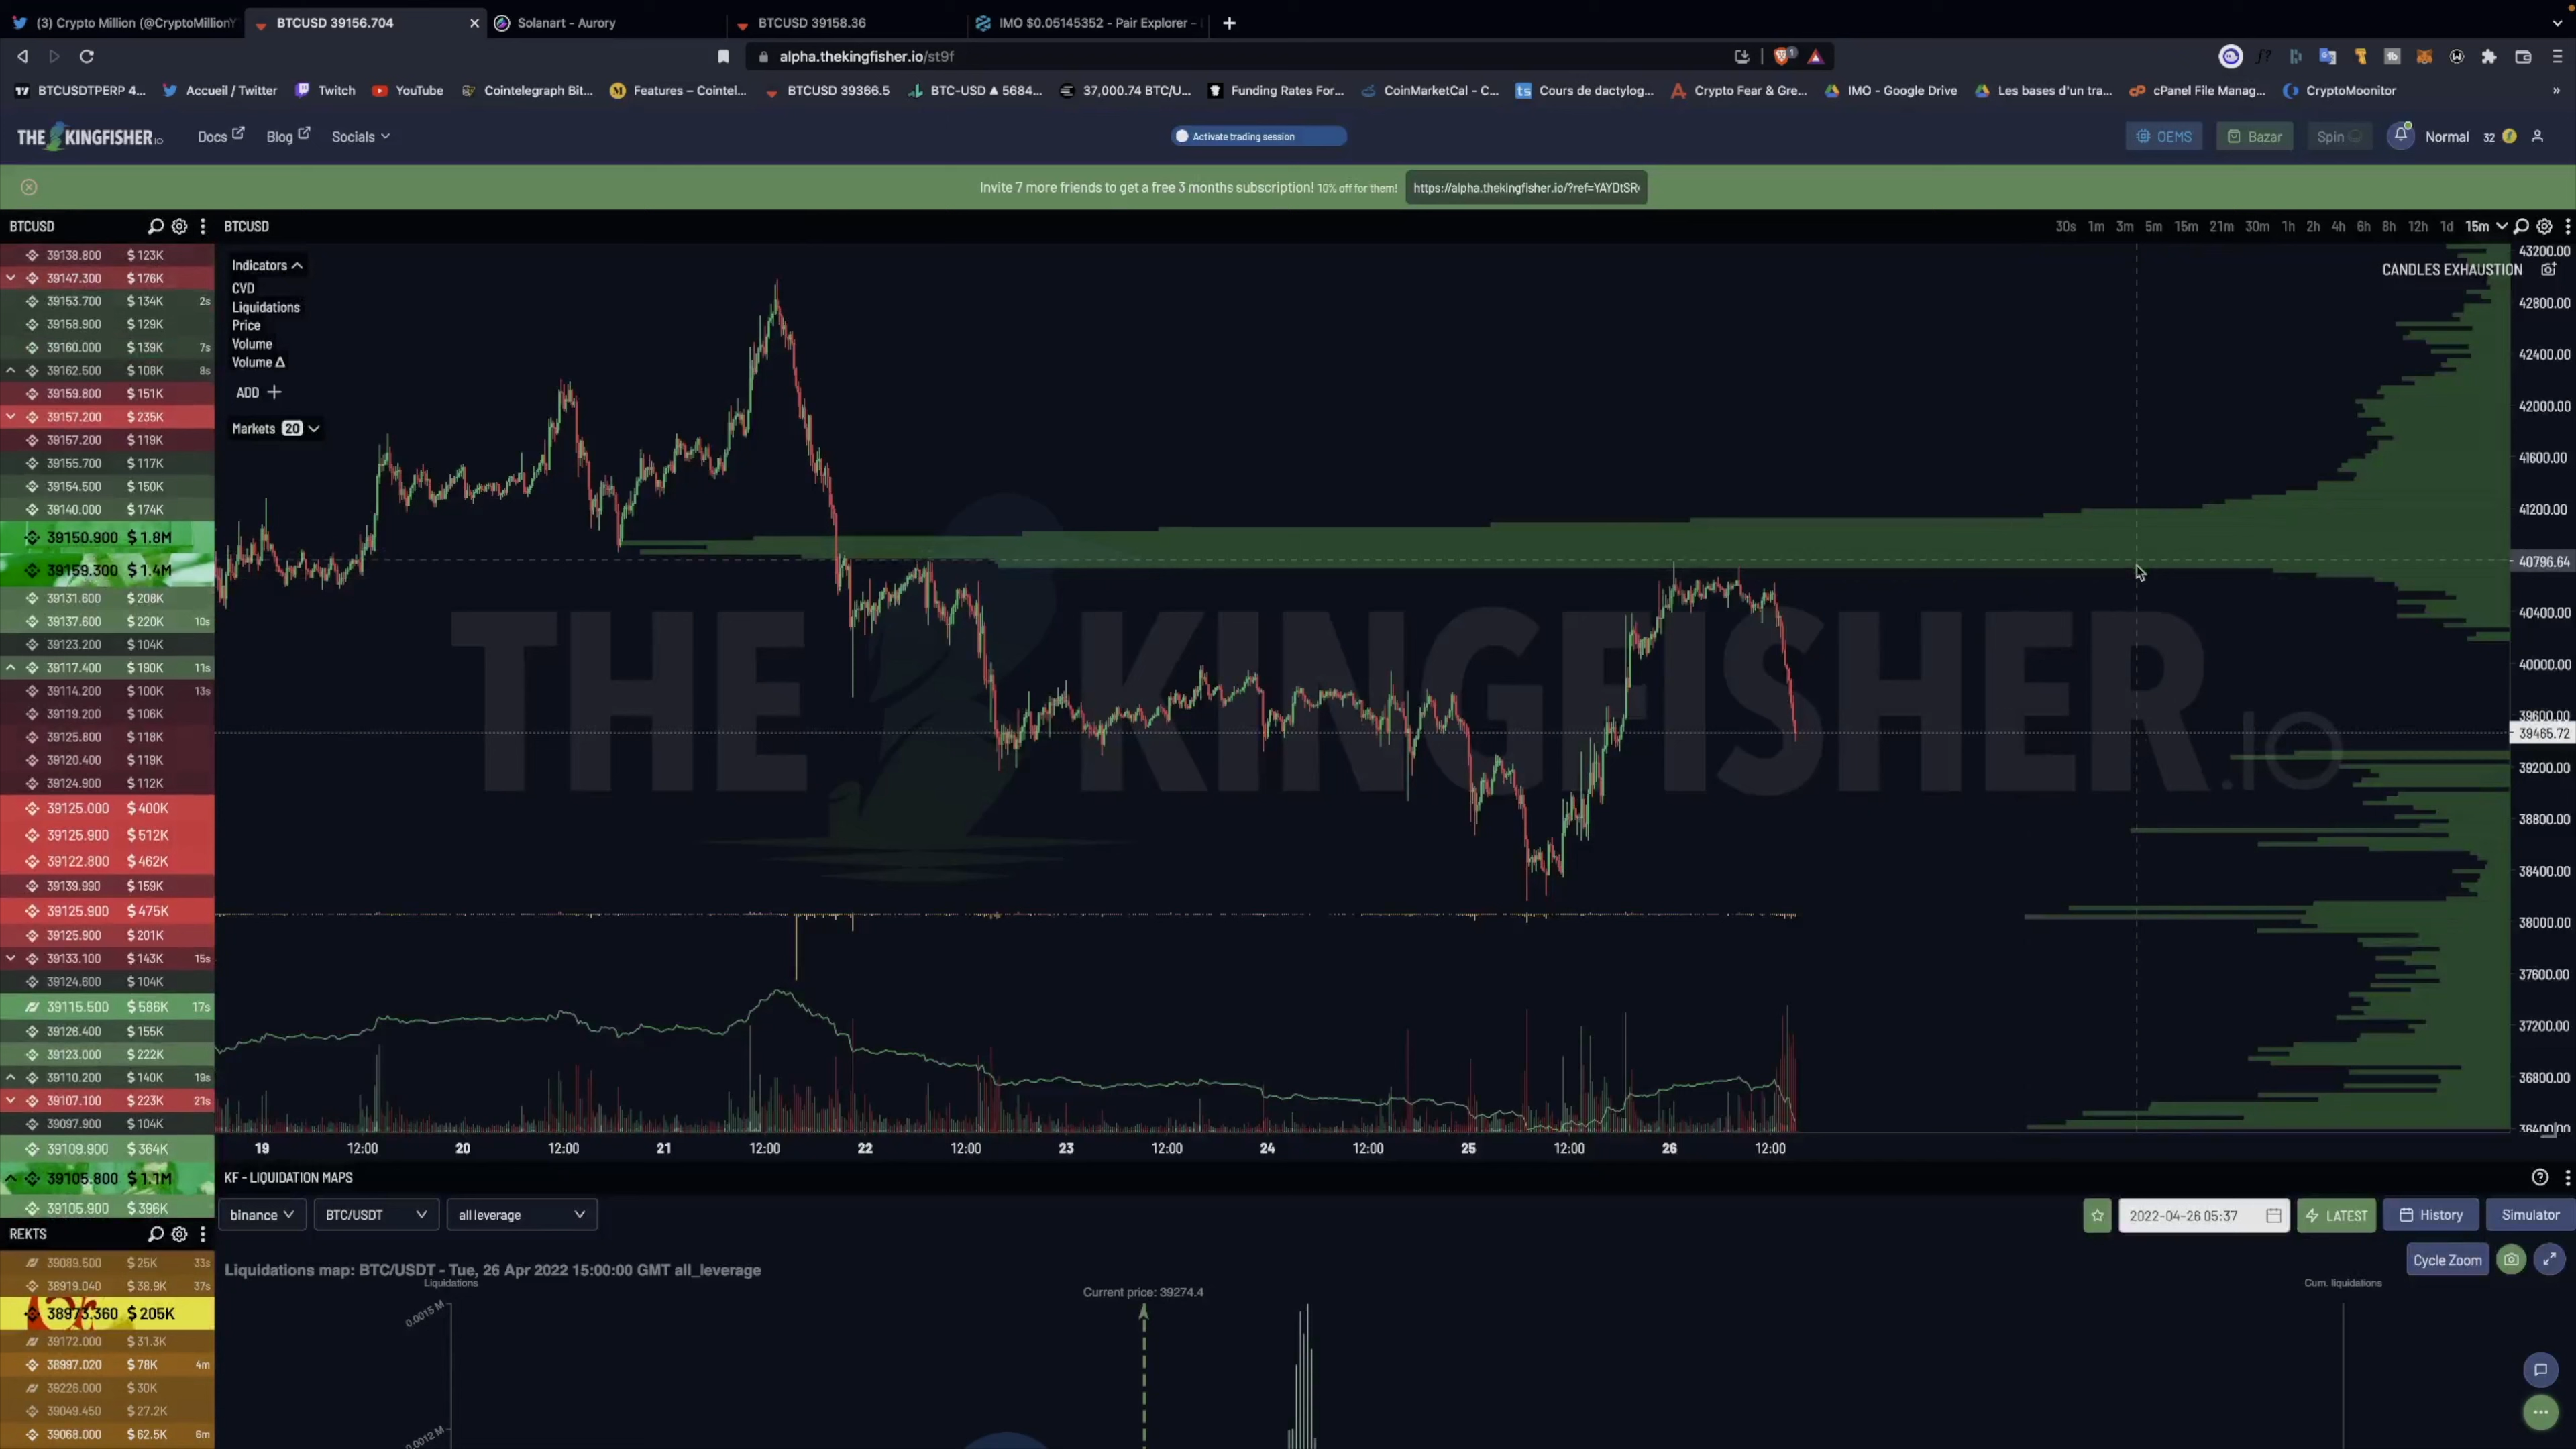 (3) Crypto Million (@CryptoMillionY
BTCUSD 39156.704
Solanart - Aurory
BTCUSD 39158.36
IMO $0.05145352 - Pair Explorer -
alpha.thekingfisher.io/st9f
BTCUSDTPERP 4...
Accueil / Twitter
Twitch
YouTube
Cointelegraph Bit...
Features – Cointel...
BTCUSD 39366.5
BTC-USD ▲ 5684...
37,000.74 BTC/U...
Funding Rates For...
CoinMarketCal - C...
Cours de dactylog...
Crypto Fear & Gre...
IMO - Google Drive
Les bases d'un tra...
cPanel File Manag...
CryptoMoonitor
THE KINGFISHER.IO
Docs
Blog
Socials
Activate trading session
OEMS
Bazar
Spin
Normal
32
Invite 7 more friends to get a free 3 months subscription! 10% off for them!
https://alpha.thekingfisher.io/?ref=YAYDtSR
BTCUSD
BTCUSD
30s 1m 3m 5m 15m 21m 30m 1h 2h 4h 6h 8h 12h 1d 15m
39138.800 $123K
39147.300 $176K
39153.700 $134K 2s
39158.900 $129K
39160.000 $139K 7s
39162.500 $108K 8s
39159.800 $151K
39157.200 $235K
39157.200 $119K
39155.700 $117K
39154.500 $150K
39140.000 $174K
39150.900 $1.8M
39159.300 $1.4M
39131.600 $208K
39137.600 $220K 10s
39123.200 $104K
39117.400 $190K 11s
39114.200 $100K 13s
39119.200 $106K
39125.800 $118K
39120.400 $119K
39124.900 $112K
39125.000 $400K
39125.900 $512K
39122.800 $462K
39139.990 $159K
39125.900 $475K
39125.900 $201K
39133.100 $143K 15s
39124.600 $104K
39115.500 $586K 17s
39126.400 $155K
39123.000 $222K
39110.200 $140K 19s
39107.100 $223K 21s
39097.900 $104K
39109.900 $364K
39105.800 $1.1M
39105.900 $396K
REKTS
39089.500 $25K 33s
38919.040 $38.9K 37s
38973.360 $205K
39172.000 $31.3K
38997.020 $78K 4m
39226.000 $30K
39049.450 $27.2K
39068.000 $62.5K 6m
Indicators
CVD
Liquidations
Price
Volume
Volume Δ
ADD +
Markets 20
CANDLES EXHAUSTION
THE KINGFISHER.IO
43200.00
42800.00
42400.00
42000.00
41600.00
41200.00
40796.64
40400.00
40000.00
39600.00
39465.72
39200.00
38800.00
38400.00
38000.00
37600.00
37200.00
36800.00
36400.00
19 12:00 20 12:00 21 12:00 22 12:00 23 12:00 24 12:00 25 12:00 26 12:00
KF - LIQUIDATION MAPS
binance
BTC/USDT
all leverage
2022-04-26 05:37
LATEST
History
Simulator
Cycle Zoom
Liquidations map: BTC/USDT - Tue, 26 Apr 2022 15:00:00 GMT all_leverage
Liquidations
Cum. liquidations
Current price: 39274.4
0.0015 M
0.0012 M